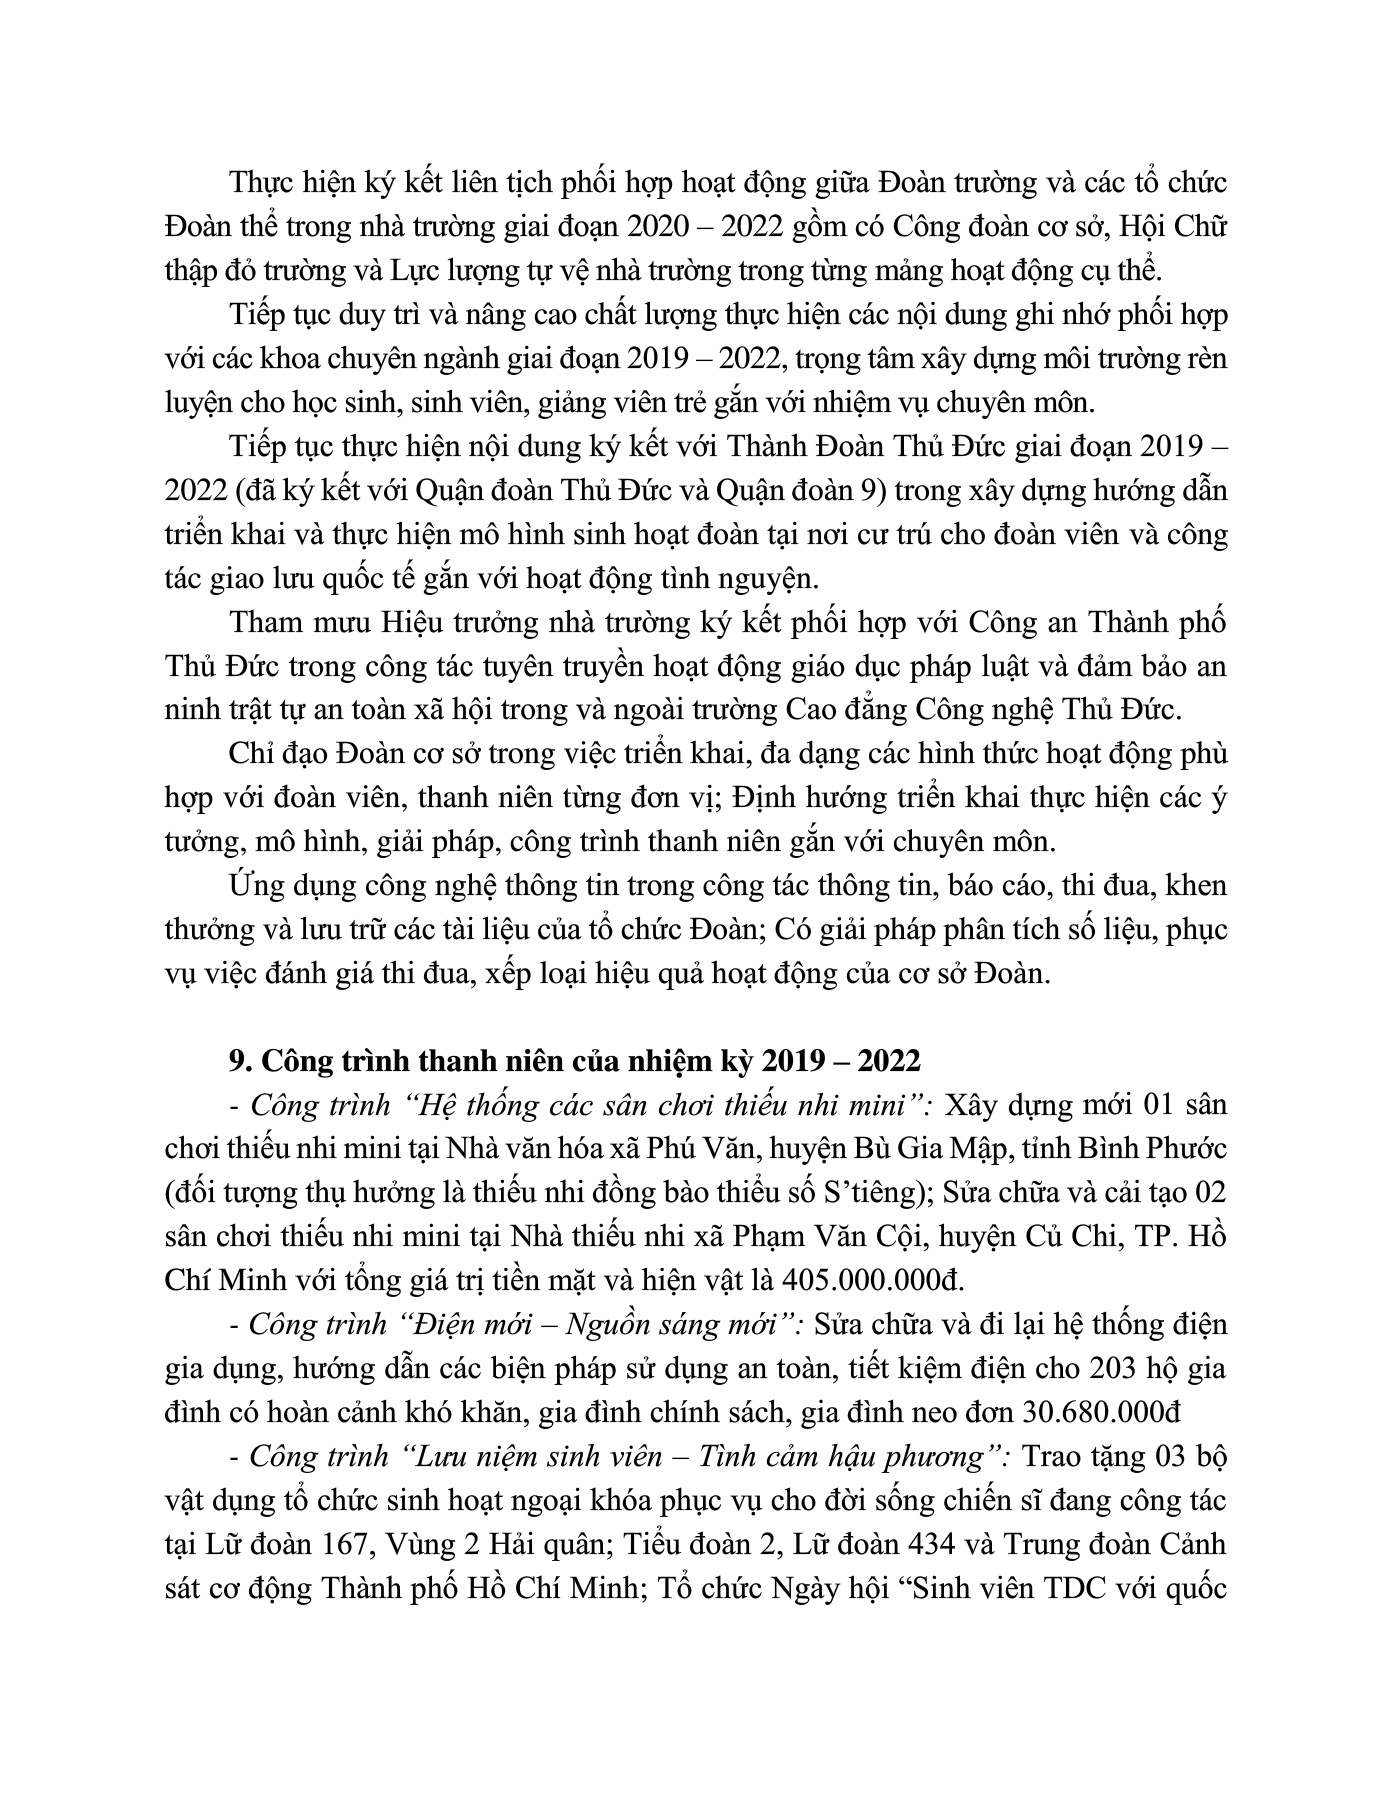 Thực hiện ký kết liên tịch phối hợp hoạt động giữa Đoàn trường và các tổ chức
Đoàn thể trong nhà trường giai đoạn 2020 – 2022 gồm có Công đoàn cơ sở, Hội Chữ
thập đỏ trường và Lực lượng tự vệ nhà trường trong từng mảng hoạt động cụ thể.
Tiếp tục duy trì và nâng cao chất lượng thực hiện các nội dung ghi nhớ phối hợp
với các khoa chuyên ngành giai đoạn 2019 – 2022, trọng tâm xây dựng môi trường rèn
luyện cho học sinh, sinh viên, giảng viên trẻ gắn với nhiệm vụ chuyên môn.
Tiếp tục thực hiện nội dung ký kết với Thành Đoàn Thủ Đức giai đoạn 2019 –
2022 (đã ký kết với Quận đoàn Thủ Đức và Quận đoàn 9) trong xây dựng hướng dẫn
triển khai và thực hiện mô hình sinh hoạt đoàn tại nơi cư trú cho đoàn viên và công
tác giao lưu quốc tế gắn với hoạt động tình nguyện.
Tham mưu Hiệu trưởng nhà trường ký kết phối hợp với Công an Thành phố
Thủ Đức trong công tác tuyên truyền hoạt động giáo dục pháp luật và đảm bảo an
ninh trật tự an toàn xã hội trong và ngoài trường Cao đẳng Công nghệ Thủ Đức.
Chỉ đạo Đoàn cơ sở trong việc triển khai, đa dạng các hình thức hoạt động phù
hợp với đoàn viên, thanh niên từng đơn vị; Định hướng triển khai thực hiện các ý
tưởng, mô hình, giải pháp, công trình thanh niên gắn với chuyên môn.
Ứng dụng công nghệ thông tin trong công tác thông tin, báo cáo, thi đua, khen
thưởng và lưu trữ các tài liệu của tổ chức Đoàn; Có giải pháp phân tích số liệu, phục
vụ việc đánh giá thi đua, xếp loại hiệu quả hoạt động của cơ sở Đoàn.
9. Công trình thanh niên của nhiệm kỳ 2019 – 2022
- Công trình “Hệ thống các sân chơi thiếu nhi mini”: Xây dựng mới 01 sân
chơi thiếu nhi mini tại Nhà văn hóa xã Phú Văn, huyện Bù Gia Mập, tỉnh Bình Phước
(đối tượng thụ hưởng là thiếu nhi đồng bào thiểu số S’tiêng); Sửa chữa và cải tạo 02
sân chơi thiếu nhi mini tại Nhà thiếu nhi xã Phạm Văn Cội, huyện Củ Chi, TP. Hồ
Chí Minh với tổng giá trị tiền mặt và hiện vật là 405.000.000đ.
- Công trình “Điện mới – Nguồn sáng mới”: Sửa chữa và đi lại hệ thống điện
gia dụng, hướng dẫn các biện pháp sử dụng an toàn, tiết kiệm điện cho 203 hộ gia
đình có hoàn cảnh khó khăn, gia đình chính sách, gia đình neo đơn 30.680.000đ
- Công trình “Lưu niệm sinh viên – Tình cảm hậu phương”: Trao tặng 03 bộ
vật dụng tổ chức sinh hoạt ngoại khóa phục vụ cho đời sống chiến sĩ đang công tác
tại Lữ đoàn 167, Vùng 2 Hải quân; Tiểu đoàn 2, Lữ đoàn 434 và Trung đoàn Cảnh
sát cơ động Thành phố Hồ Chí Minh; Tổ chức Ngày hội “Sinh viên TDC với quốc